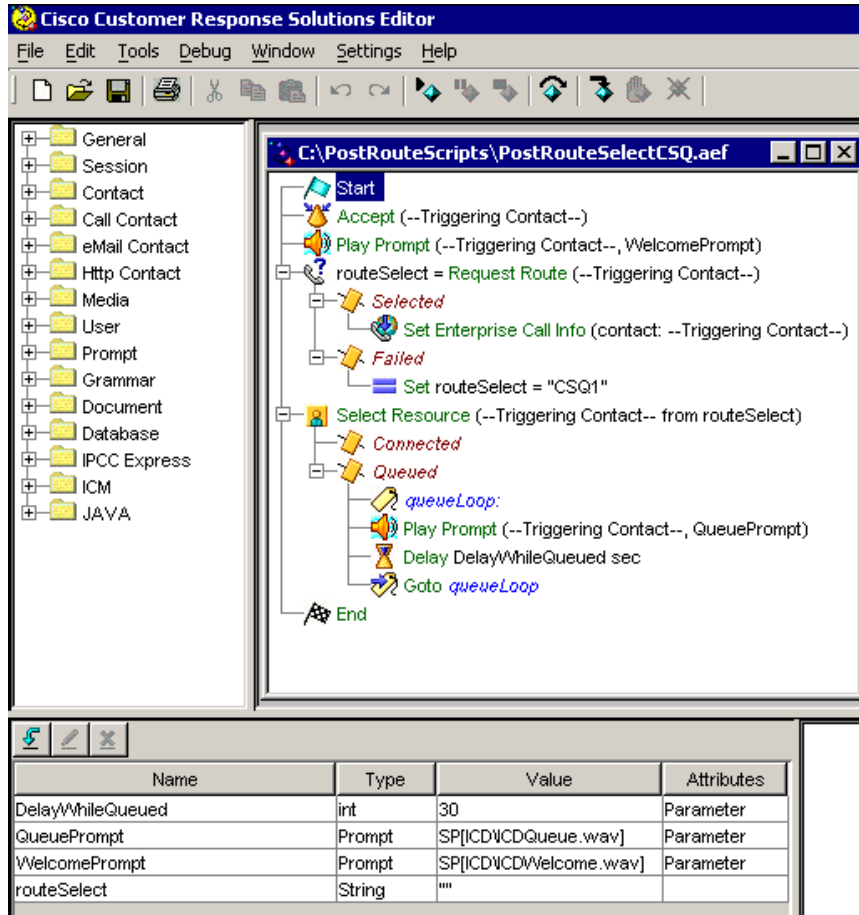 Cisco Customer Response Solutions Editor
File Edit Tools Debug Window Settings Help
General
Session
Contact
Call Contact
eMail Contact
Http Contact
Media
User
Prompt
Grammar
Document
Database
IPCC Express
ICM
JAVA
C:\PostRouteScripts\PostRouteSelectCSQ.aef
Start
Accept (--Triggering Contact--)
Play Prompt (--Triggering Contact--, WelcomePrompt)
routeSelect = Request Route (--Triggering Contact--)
Selected
Set Enterprise Call Info (contact: --Triggering Contact--)
Failed
Set routeSelect = "CSQ1"
Select Resource (--Triggering Contact-- from routeSelect)
Connected
Queued
queueLoop:
Play Prompt (--Triggering Contact--, QueuePrompt)
Delay DelayWhileQueued sec
Goto queueLoop
End
Name Type Value Attributes
DelayWhileQueued int 30 Parameter
QueuePrompt Prompt SP[ICD\ICDQueue.wav] Parameter
WelcomePrompt Prompt SP[ICD\ICDWelcome.wav] Parameter
routeSelect String ""